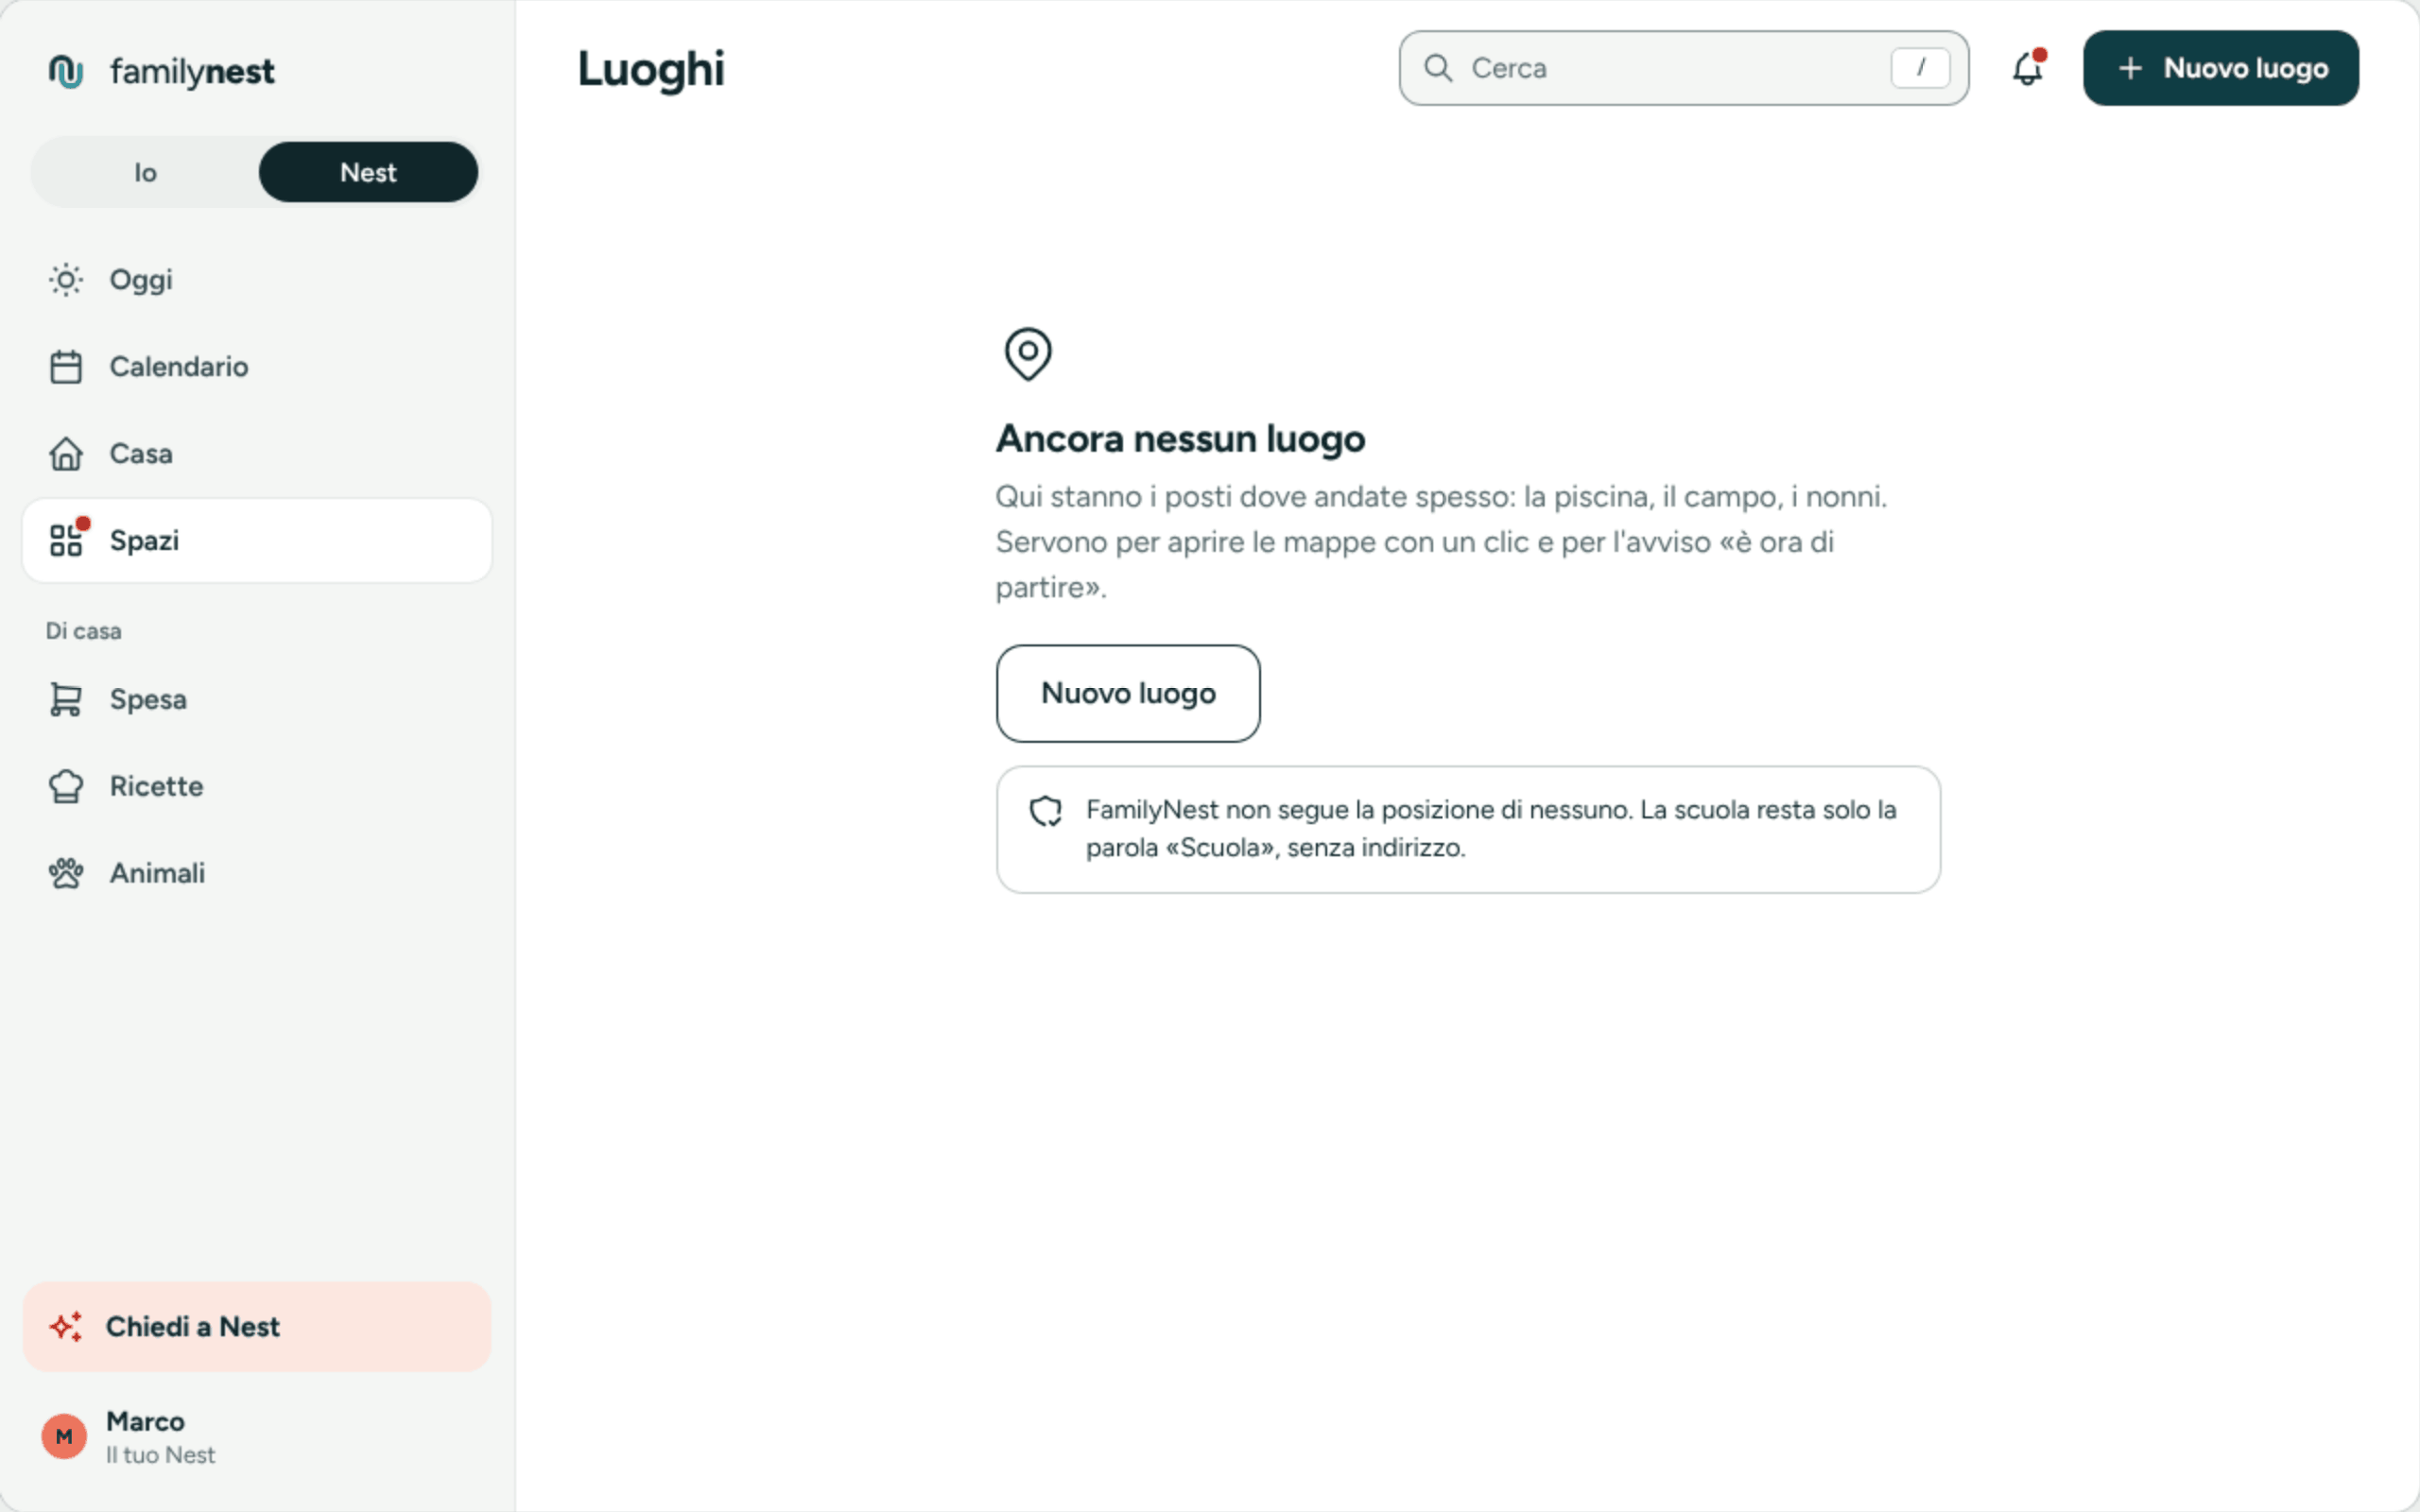 familynest
Io
Nest
Oggi
Calendario
Casa
Spazi
Di casa
Spesa
Ricette
Animali
Chiedi a Nest
M
Marco
Il tuo Nest
Luoghi
Cerca
/
Nuovo luogo
Ancora nessun luogo
Qui stanno i posti dove andate spesso: la piscina, il campo, i nonni.
Servono per aprire le mappe con un clic e per l'avviso «è ora di
partire».
Nuovo luogo
FamilyNest non segue la posizione di nessuno. La scuola resta solo la
parola «Scuola», senza indirizzo.